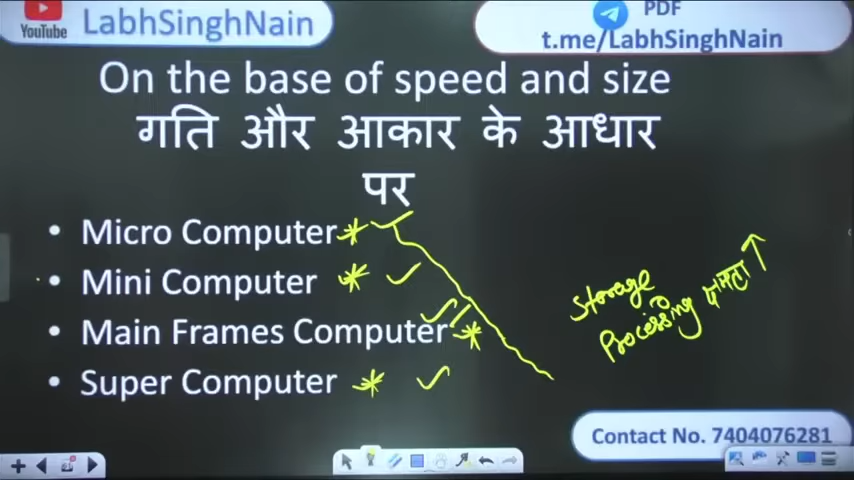 YouTube LabhSinghNain
PDF
t.me/LabhSinghNain
On the base of speed and size
गति और आकार के आधार
पर
• Micro Computer
• Mini Computer
• Main Frames Computer
• Super Computer
Storage
Processing क्षमता ↑
Contact No. 7404076281